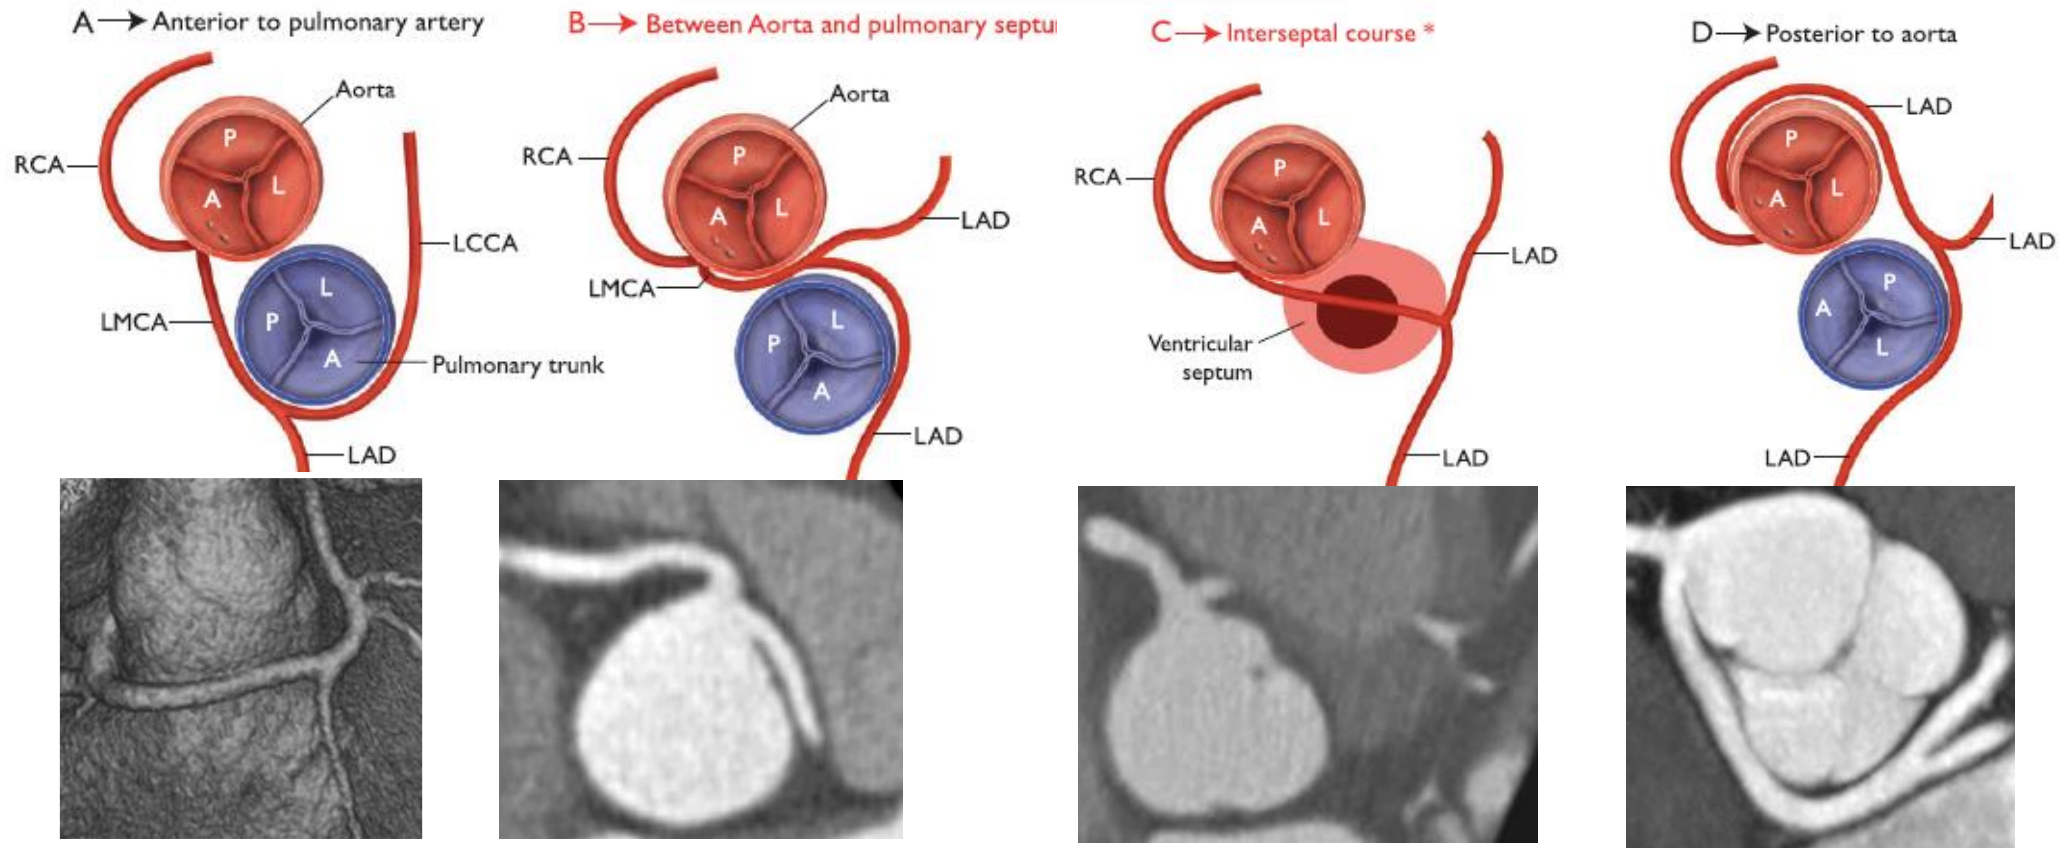 A → Anterior to pulmonary artery
Aorta
RCA
P
A
L
LCCA
L
P
A
LMCA
Pulmonary trunk
LAD
B → Between Aorta and pulmonary septu
Aorta
RCA
P
A
L
LAD
LMCA
L
P
A
LAD
C → Interseptal course *
RCA
P
A
L
LAD
Ventricular
septum
LAD
D → Posterior to aorta
LAD
P
A
L
LAD
P
A
L
LAD